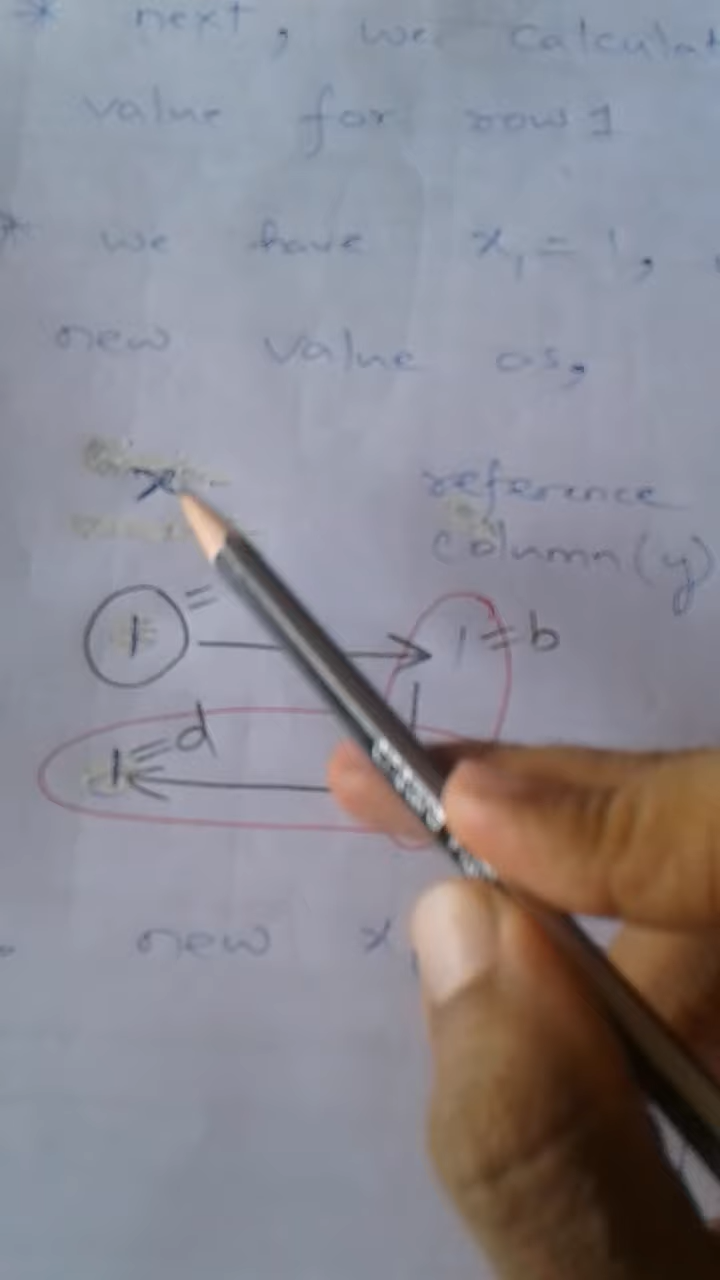 * next, we calculat
value for row 1
* we have x₁ = 1,
new value as,
x reference
column (y)
1 = → 1 = b
1 = d ←
new x